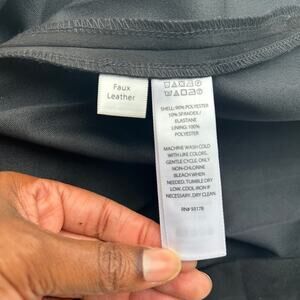 Faux
Leather
SHELL: 90% POLYESTER
10% SPANDEX/
ELASTANE
LINING: 100%
POLYESTER
MACHINE WASH COLD
WITH LIKE COLORS,
GENTLE CYCLE, ONLY
NON-CHLORINE
BLEACH WHEN
NEEDED, TUMBLE DRY
LOW, COOL IRON IF
NECESSARY, DRY CLEAN
RN# 93178